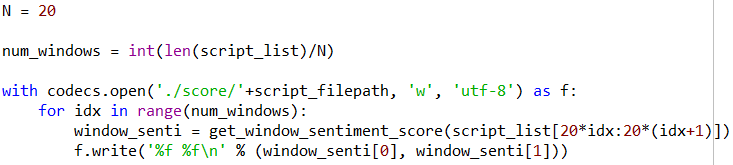 N = 20
num_windows = int(len(script_list)/N)
with codecs.open('./score/'+script_filepath, 'w', 'utf-8') as f:
    for idx in range(num_windows):
        window_senti = get_window_sentiment_score(script_list[20*idx:20*(idx+1)])
        f.write('%f %f\n' % (window_senti[0], window_senti[1]))